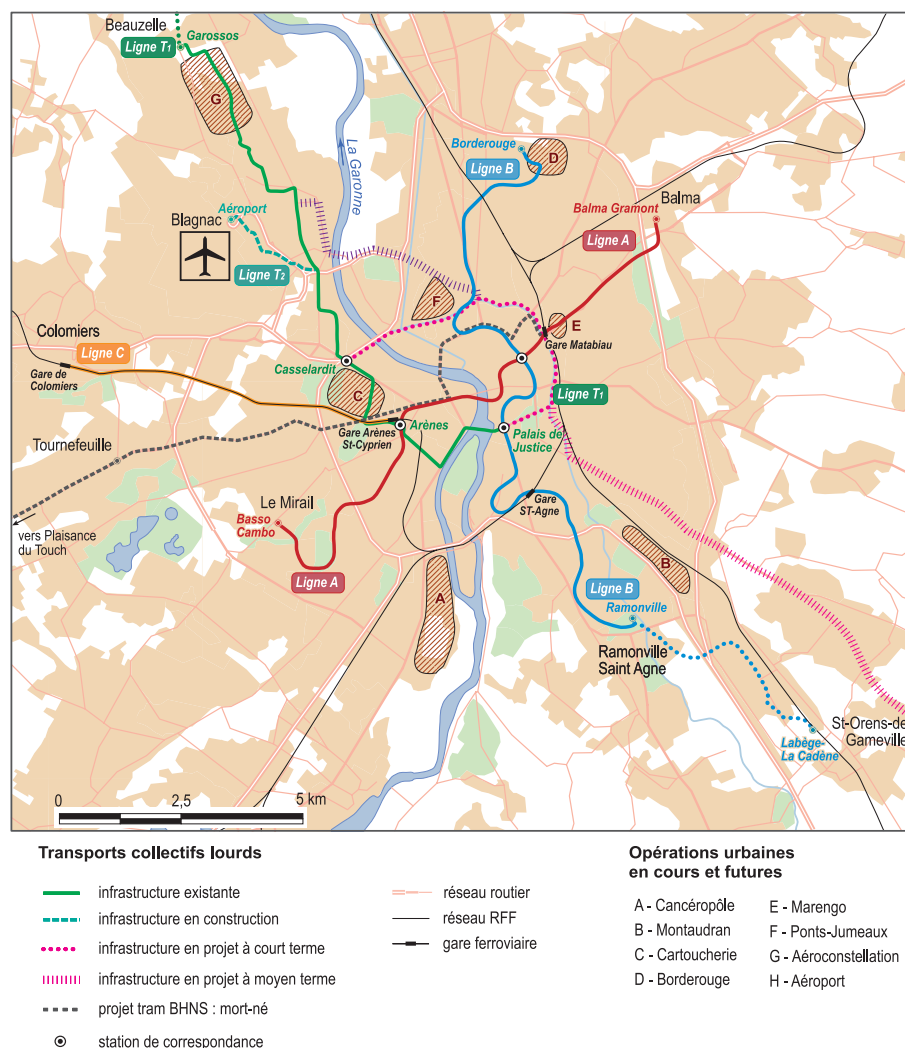 Beauzelle
Garossos
Ligne T1
G
La Garonne
Borderouge
D
Ligne B
Aéroport
Blagnac
Balma Gramont
Balma
Ligne A
Ligne T2
F
E
Gare Matabiau
Colomiers
Ligne C
Gare de
Colomiers
Casselardit
C
Ligne T1
Gare Arènes
St-Cyprien
Arènes
Palais de
Justice
Tournefeuille
Le Mirail
Basso
Cambo
Gare
ST-Agne
vers Plaisance
du Touch
Ligne A
A
B
Ligne B
Ramonville
Ramonville
Saint Agne
St-Orens-de
Gameville
Labège-
La Cadène
0 2,5 5 km
Transports collectifs lourds
infrastructure existante
infrastructure en construction
infrastructure en projet à court terme
infrastructure en projet à moyen terme
projet tram BHNS : mort-né
station de correspondance
réseau routier
réseau RFF
gare ferroviaire
Opérations urbaines
en cours et futures
A - Cancéropôle
B - Montaudran
C - Cartoucherie
D - Borderouge
E - Marengo
F - Ponts-Jumeaux
G - Aéroconstellation
H - Aéroport